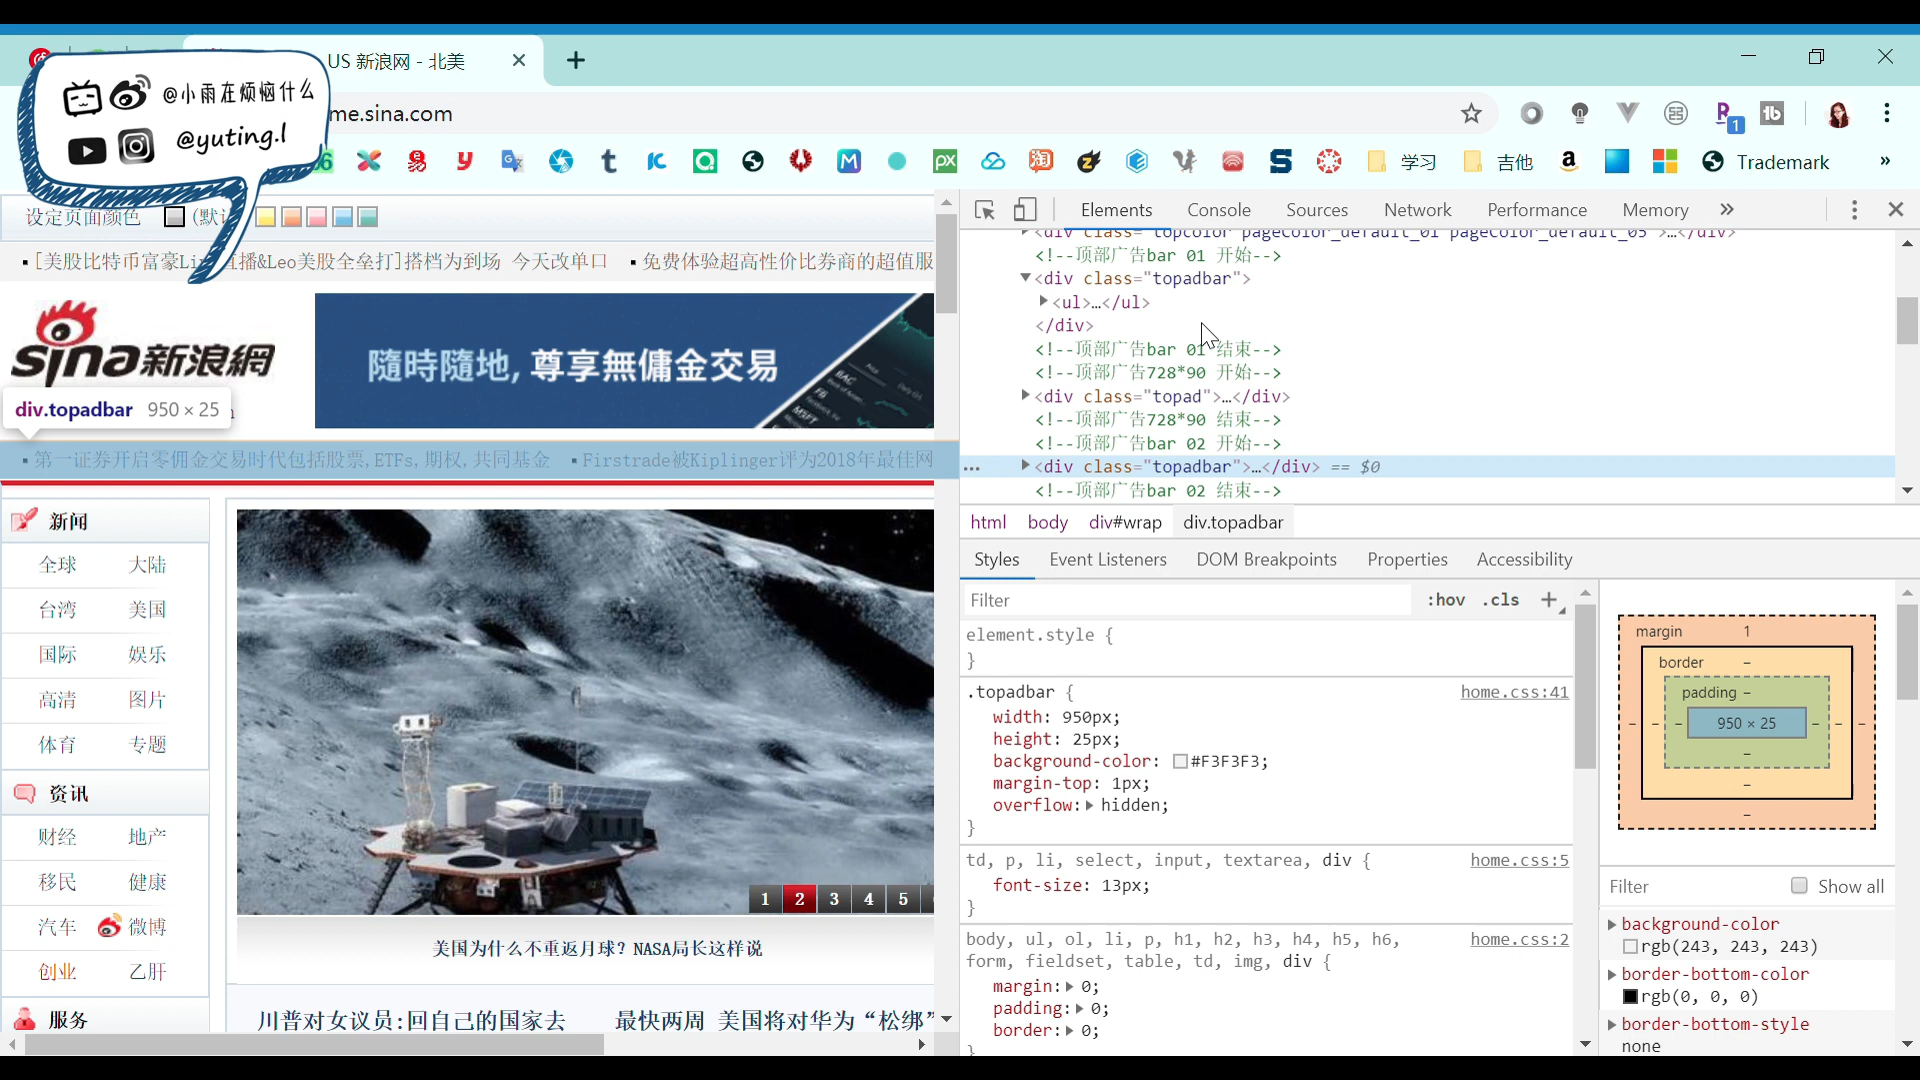 US 新浪网 - 北美
@小雨在烦恼什么
@yuting.l
me.sina.com
学习
吉他
Trademark
设定页面颜色
(默认
[美股比特币富豪Li 直播&Leo美股全垒打]搭档为到场 今天改单口
免费体验超高性价比券商的超值服
sina新浪網
隨時隨地, 尊享無傭金交易
div.topadbar 950 × 25
第一证券开启零佣金交易时代包括股票,ETFs,期权,共同基金
Firstrade被Kiplinger评为2018年最佳网
新闻
全球 大陆
台湾 美国
国际 娱乐
高清 图片
体育 专题
资讯
财经 地产
移民 健康
汽车 微博
创业 乙肝
服务
1 2 3 4 5
美国为什么不重返月球? NASA局长这样说
川普对女议员:回自己的国家去 最快两周 美国将对华为“松绑”
Elements Console Sources Network Performance Memory »
<div class="topcolor pageColor_default_01 pageColor_default_05">…</div>
<!--顶部广告bar 01 开始-->
<div class="topadbar">
<ul>…</ul>
</div>
<!--顶部广告bar 01 结束-->
<!--顶部广告728*90 开始-->
<div class="topad">…</div>
<!--顶部广告728*90 结束-->
<!--顶部广告bar 02 开始-->
<div class="topadbar">…</div> == $0
<!--顶部广告bar 02 结束-->
html body div#wrap div.topadbar
Styles Event Listeners DOM Breakpoints Properties Accessibility
Filter :hov .cls +
element.style {
}
.topadbar { home.css:41
width: 950px;
height: 25px;
background-color: #F3F3F3;
margin-top: 1px;
overflow: hidden;
}
td, p, li, select, input, textarea, div { home.css:5
font-size: 13px;
}
body, ul, ol, li, p, h1, h2, h3, h4, h5, h6, home.css:2
form, fieldset, table, td, img, div {
margin: 0;
padding: 0;
border: 0;
}
margin 1
border -
padding -
950 × 25
Filter Show all
background-color
rgb(243, 243, 243)
border-bottom-color
rgb(0, 0, 0)
border-bottom-style
none